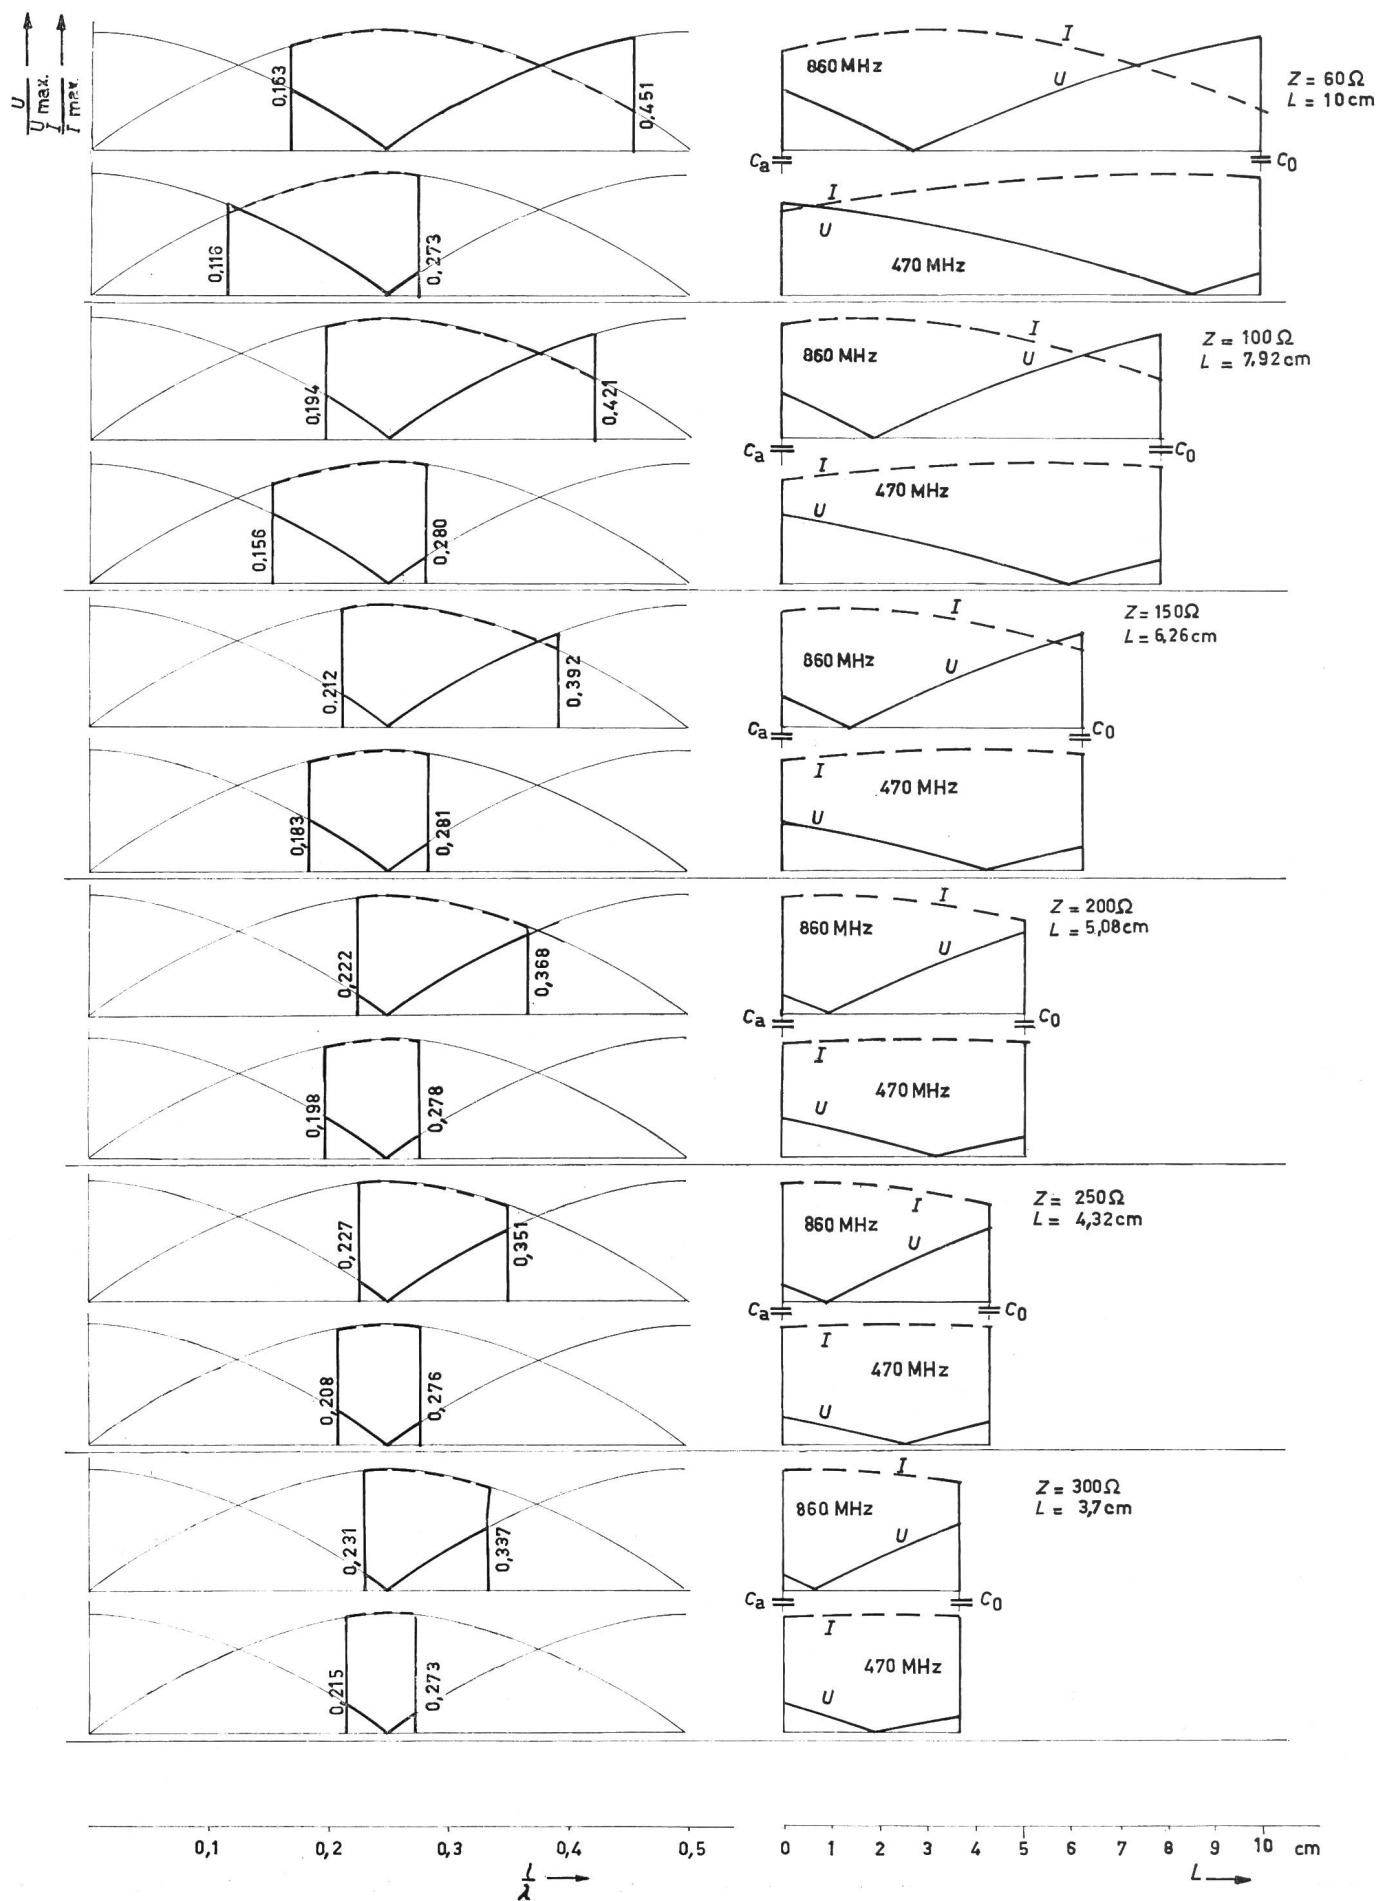 U
U max.
I
I max.
0,163
0,451
860 MHz
I
U
Z = 60 Ω
L = 10 cm
Ca
C0
0,116
0,273
I
U
470 MHz
0,194
0,421
860 MHz
I
U
Z = 100 Ω
L = 7,92 cm
Ca
C0
0,156
0,280
I
U
470 MHz
0,212
0,392
860 MHz
I
U
Z = 150 Ω
L = 6,26 cm
Ca
C0
0,183
0,281
I
U
470 MHz
0,222
0,368
860 MHz
I
U
Z = 200 Ω
L = 5,08 cm
Ca
C0
0,198
0,278
I
U
470 MHz
0,227
0,351
860 MHz
I
U
Z = 250 Ω
L = 4,32 cm
Ca
C0
0,208
0,276
I
U
470 MHz
0,231
0,337
860 MHz
I
U
Z = 300 Ω
L = 3,7 cm
Ca
C0
0,215
0,273
I
U
470 MHz
0,1 0,2 0,3 0,4 0,5
l
λ
0 1 2 3 4 5 6 7 8 9 10 cm
L